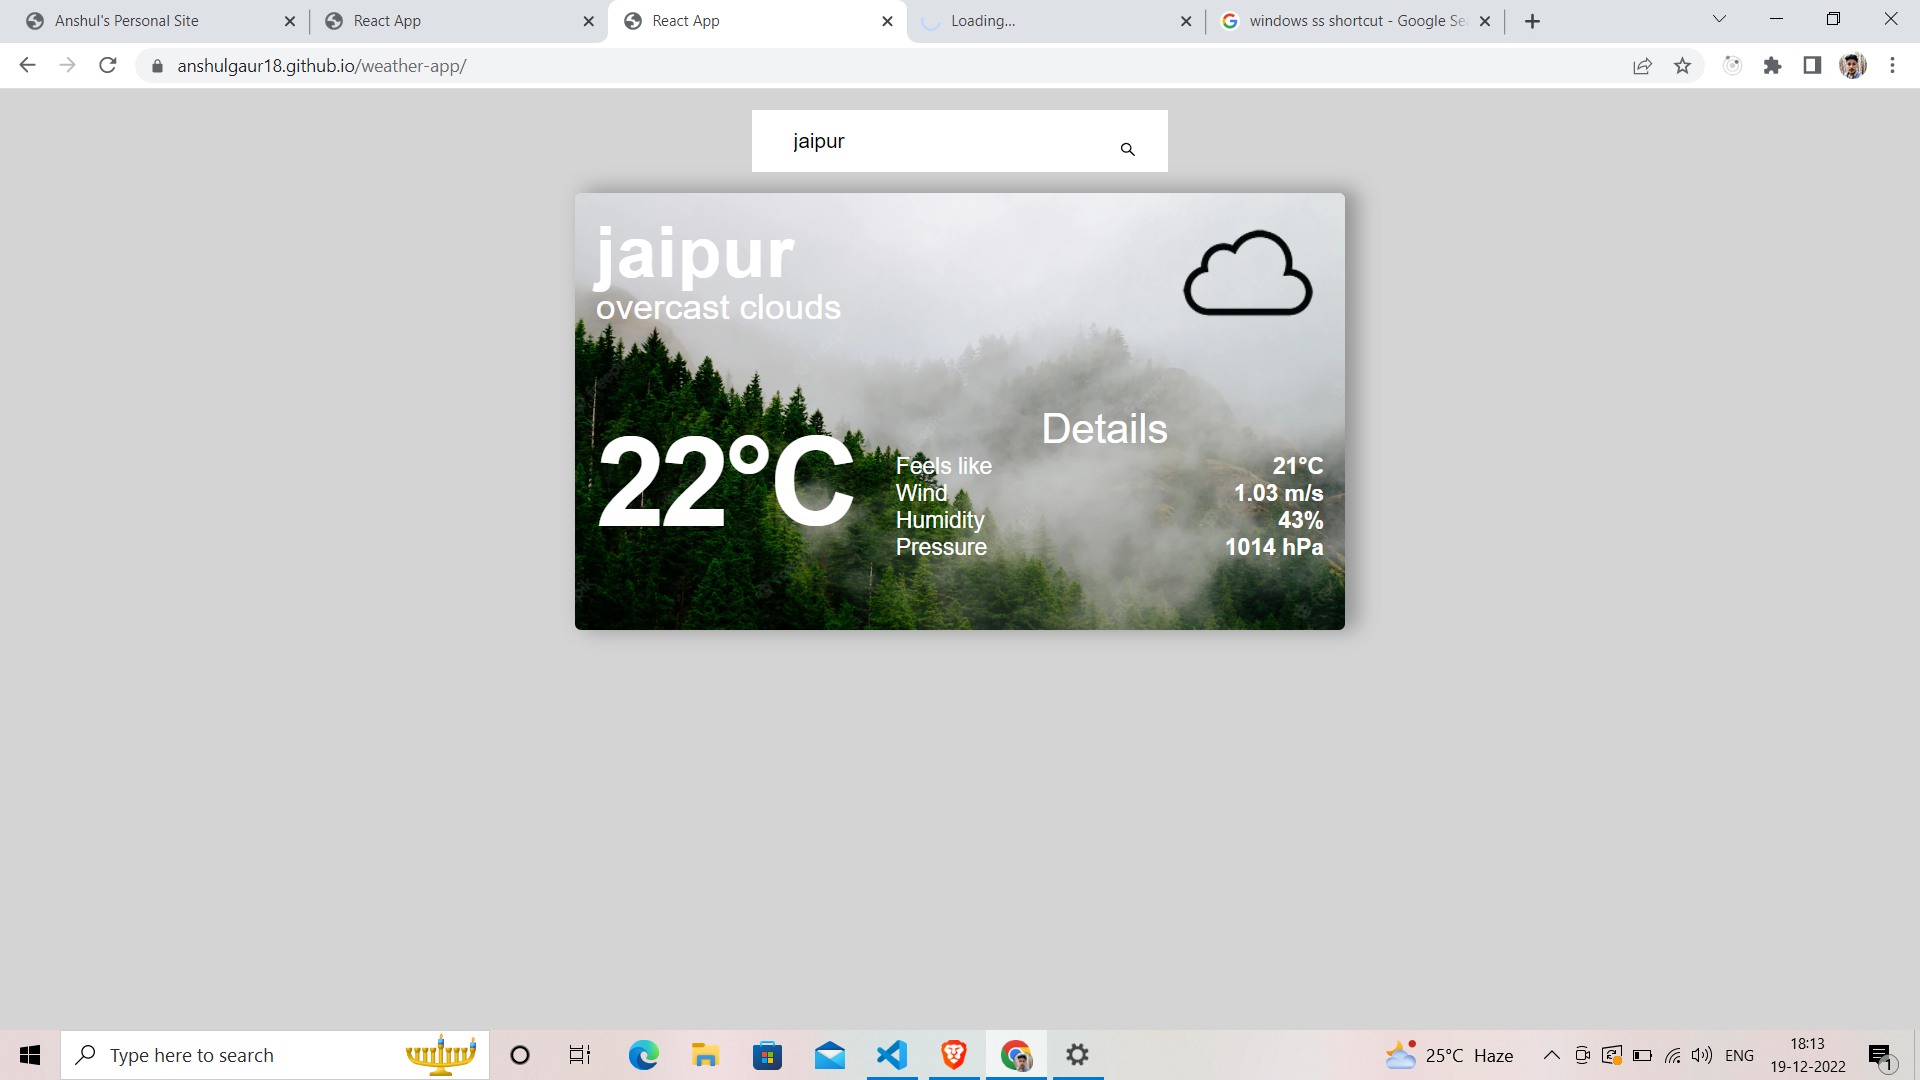 Anshul's Personal Site
React App
React App
Loading...
windows ss shortcut - Google Se
anshulgaur18.github.io/weather-app/
jaipur
jaipur
overcast clouds
22°C
Details
Feels like 21°C
Wind 1.03 m/s
Humidity 43%
Pressure 1014 hPa
Type here to search
25°C Haze
ENG
18:13
19-12-2022
1